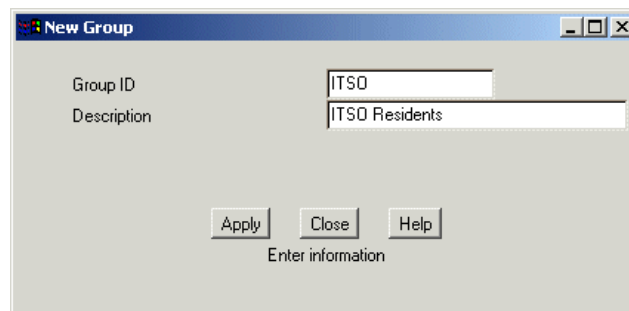 New Group
Group ID ITSO
Description ITSO Residents
Apply Close Help
Enter information